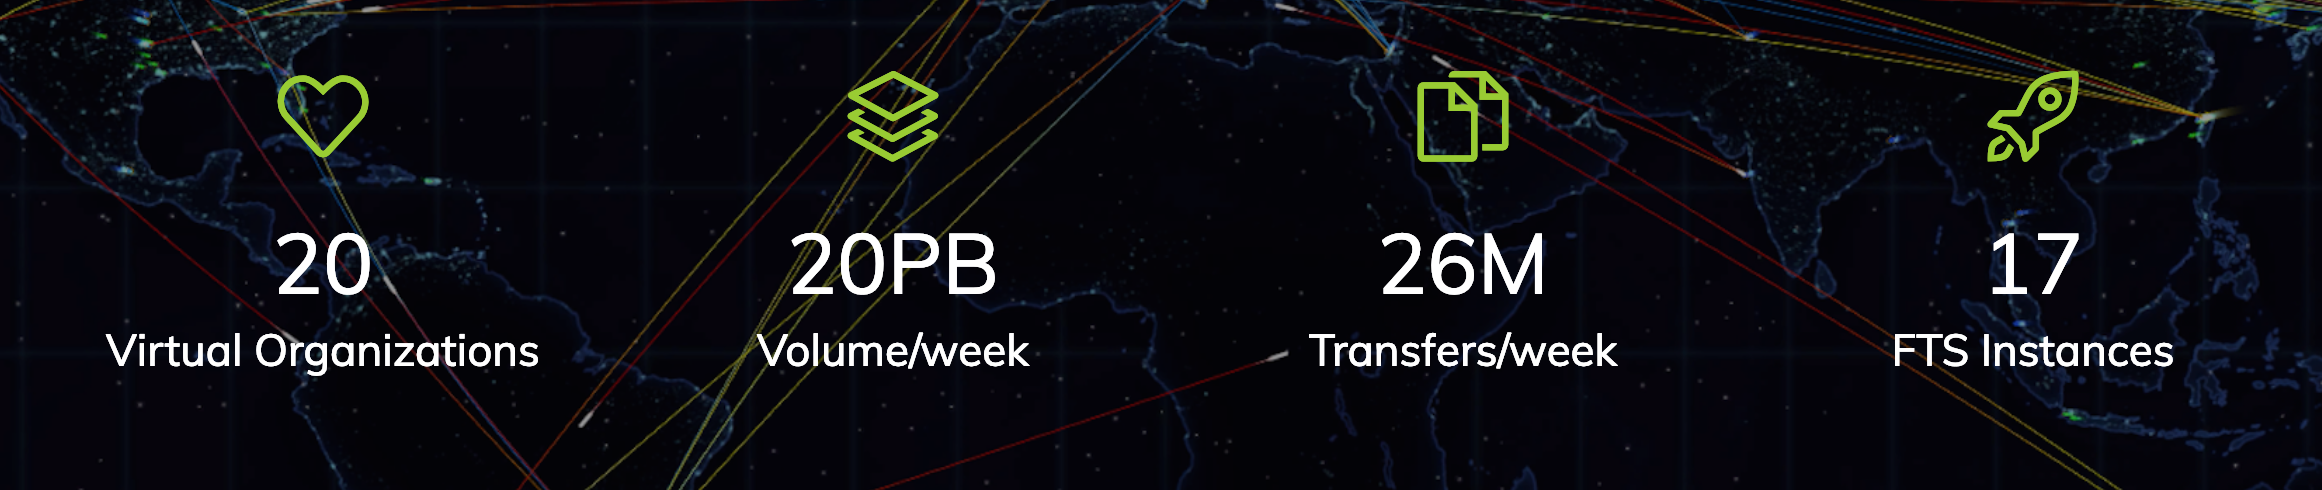 20
Virtual Organizations
20PB
Volume/week
26M
Transfers/week
17
FTS Instances